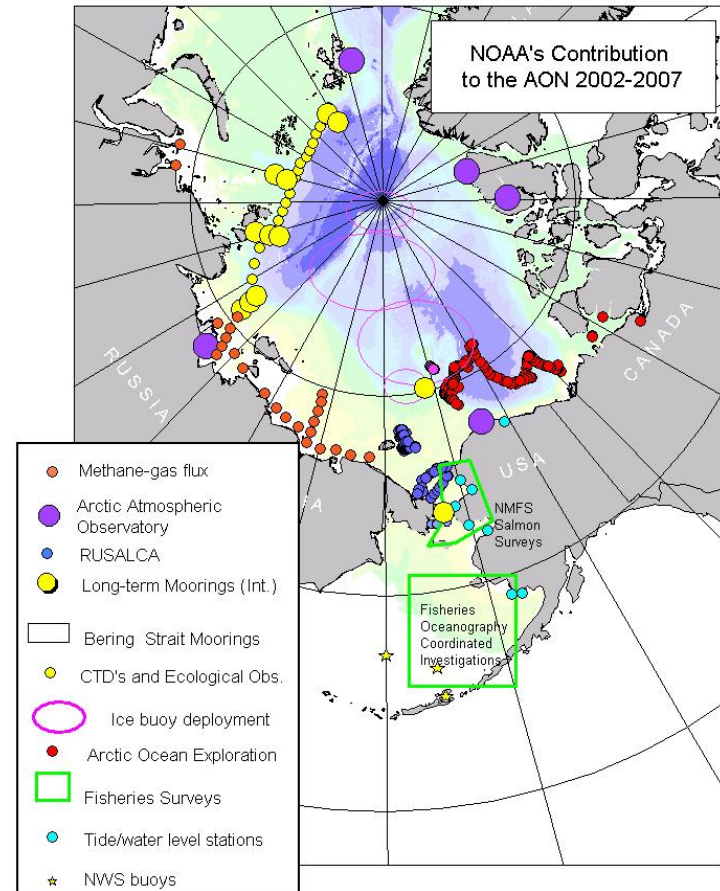 NOAA's Contribution
to the AON 2002-2007
RUSSIA
CANADA
USA
A
NMFS
Salmon
Surveys
Fisheries
Oceanography
Coordinated
Investigations
Methane-gas flux
Arctic Atmospheric
Observatory
RUSALCA
Long-term Moorings (Int.)
Bering Strait Moorings
CTD's and Ecological Obs.
Ice buoy deployment
Arctic Ocean Exploration
Fisheries Surveys
Tide/water level stations
NWS buoys